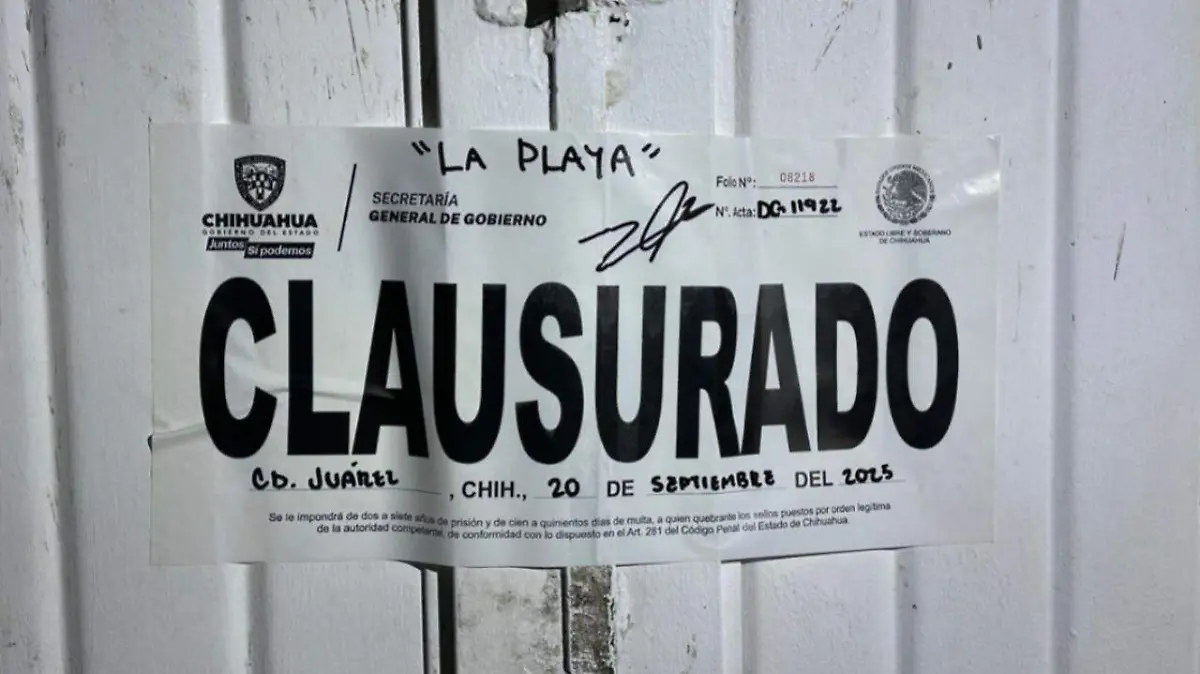 "LA PLAYA"
CHIHUAHUA
GOBIERNO DEL ESTADO
Juntos Sí podemos
SECRETARÍA
GENERAL DE GOBIERNO
Folio Nº: 08218
Nº. Acta: DG 11922
ESTADO LIBRE Y SOBERANO
DE CHIHUAHUA
CLAUSURADO
CD. JUÁREZ, CHIH., 20 DE SEPTIEMBRE DEL 2025
Se le impondrá de dos a siete años de prisión y de cien a quinientos días de multa, a quien quebrante los sellos puestos por orden legítima
de la autoridad competente, de conformidad con lo dispuesto en el Art. 281 del Código Penal del Estado de Chihuahua.